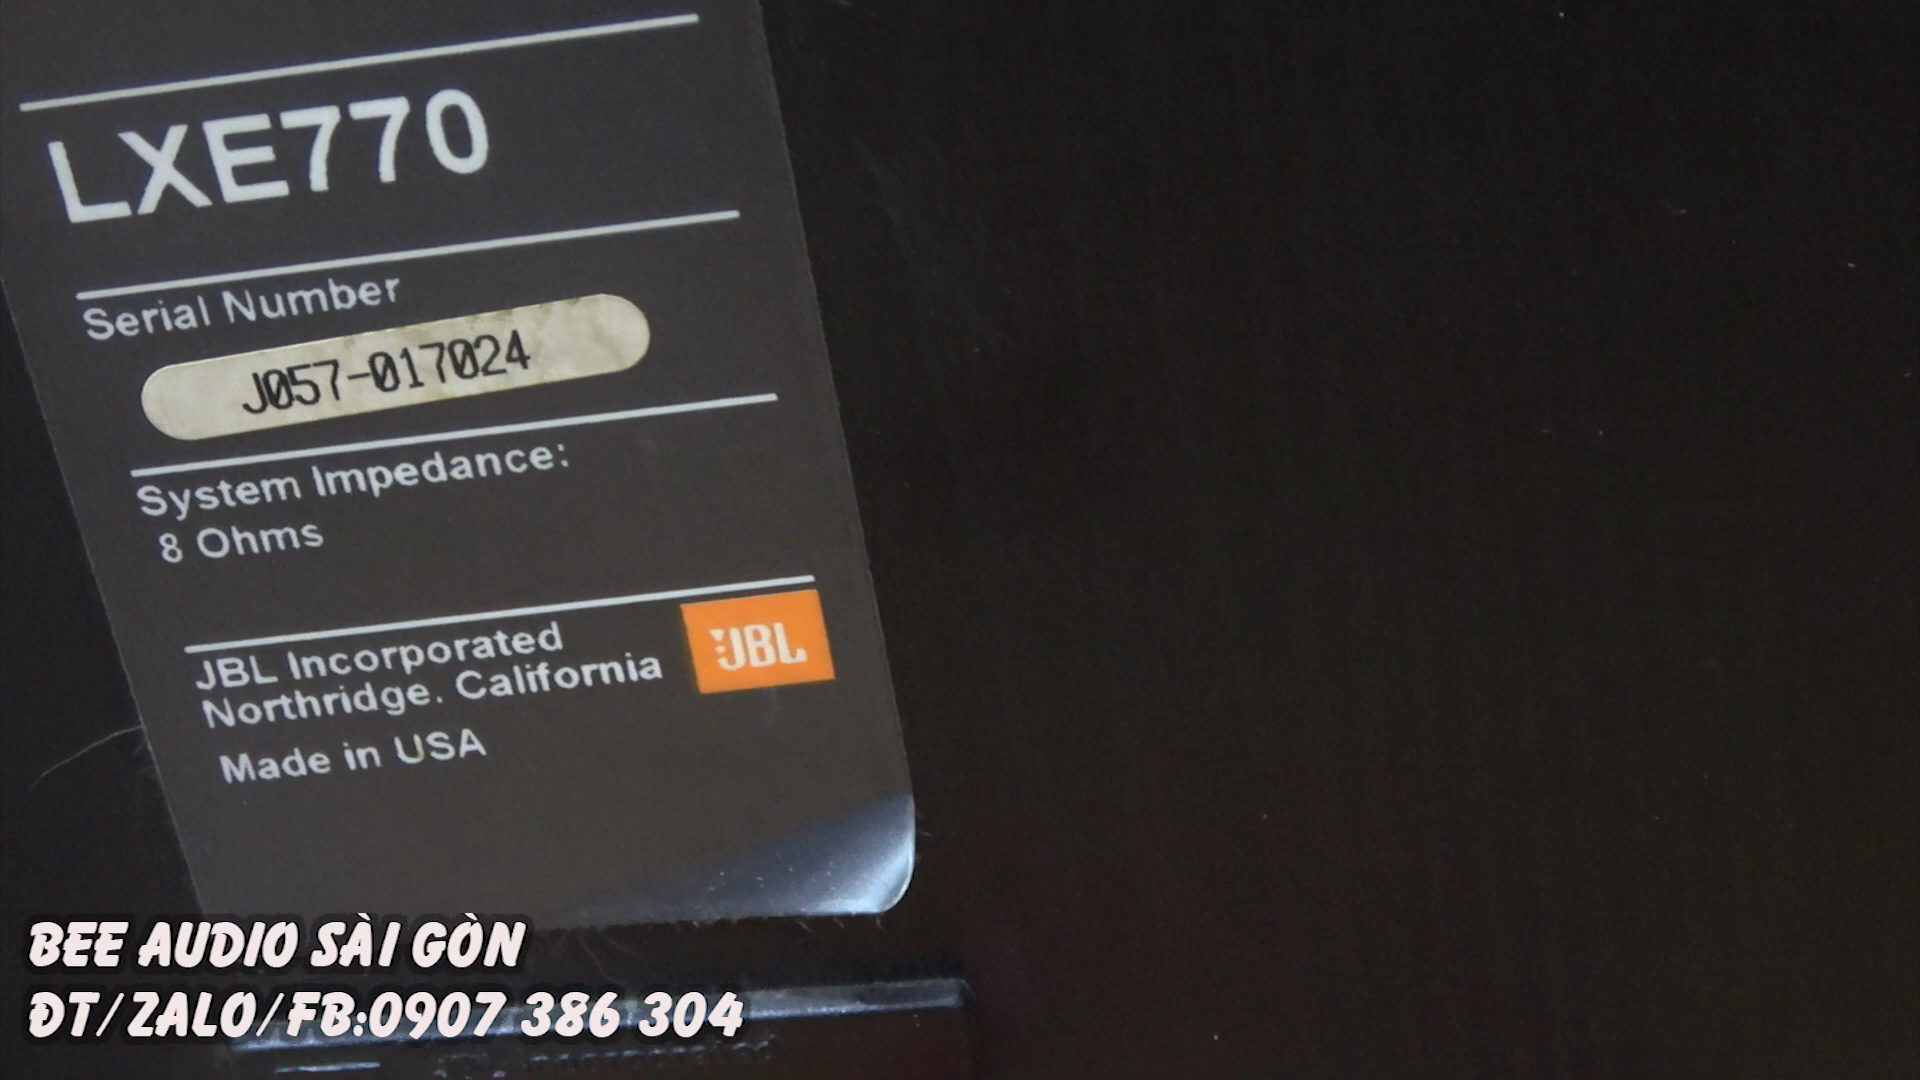 LXE770
Serial Number
J057-017024
System Impedance:
8 Ohms
JBL Incorporated
Northridge, California
JBL
Made in USA
BEE AUDIO SÀI GÒN
ĐT/ZALO/FB:0907 386 304